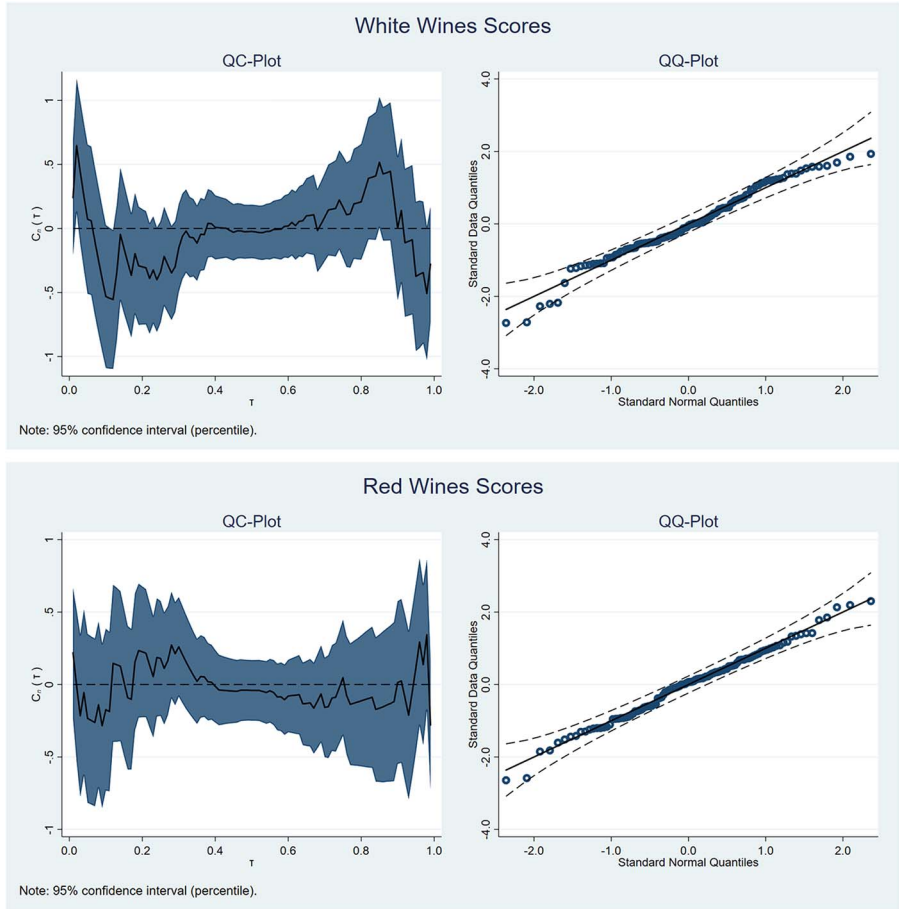 White Wines Scores
QC-Plot
QQ-Plot
Cₙ ( τ )
1
.5
0
-.5
-1
0.0 0.2 0.4 0.6 0.8 1.0
τ
Standard Data Quantiles
4.0
2.0
0.0
-2.0
-4.0
-2.0 -1.0 0.0 1.0 2.0
Standard Normal Quantiles
Note: 95% confidence interval (percentile).
Red Wines Scores
QC-Plot
QQ-Plot
Cₙ ( τ )
1
.5
0
-.5
-1
0.0 0.2 0.4 0.6 0.8 1.0
τ
Standard Data Quantiles
4.0
2.0
0.0
-2.0
-4.0
-2.0 -1.0 0.0 1.0 2.0
Standard Normal Quantiles
Note: 95% confidence interval (percentile).